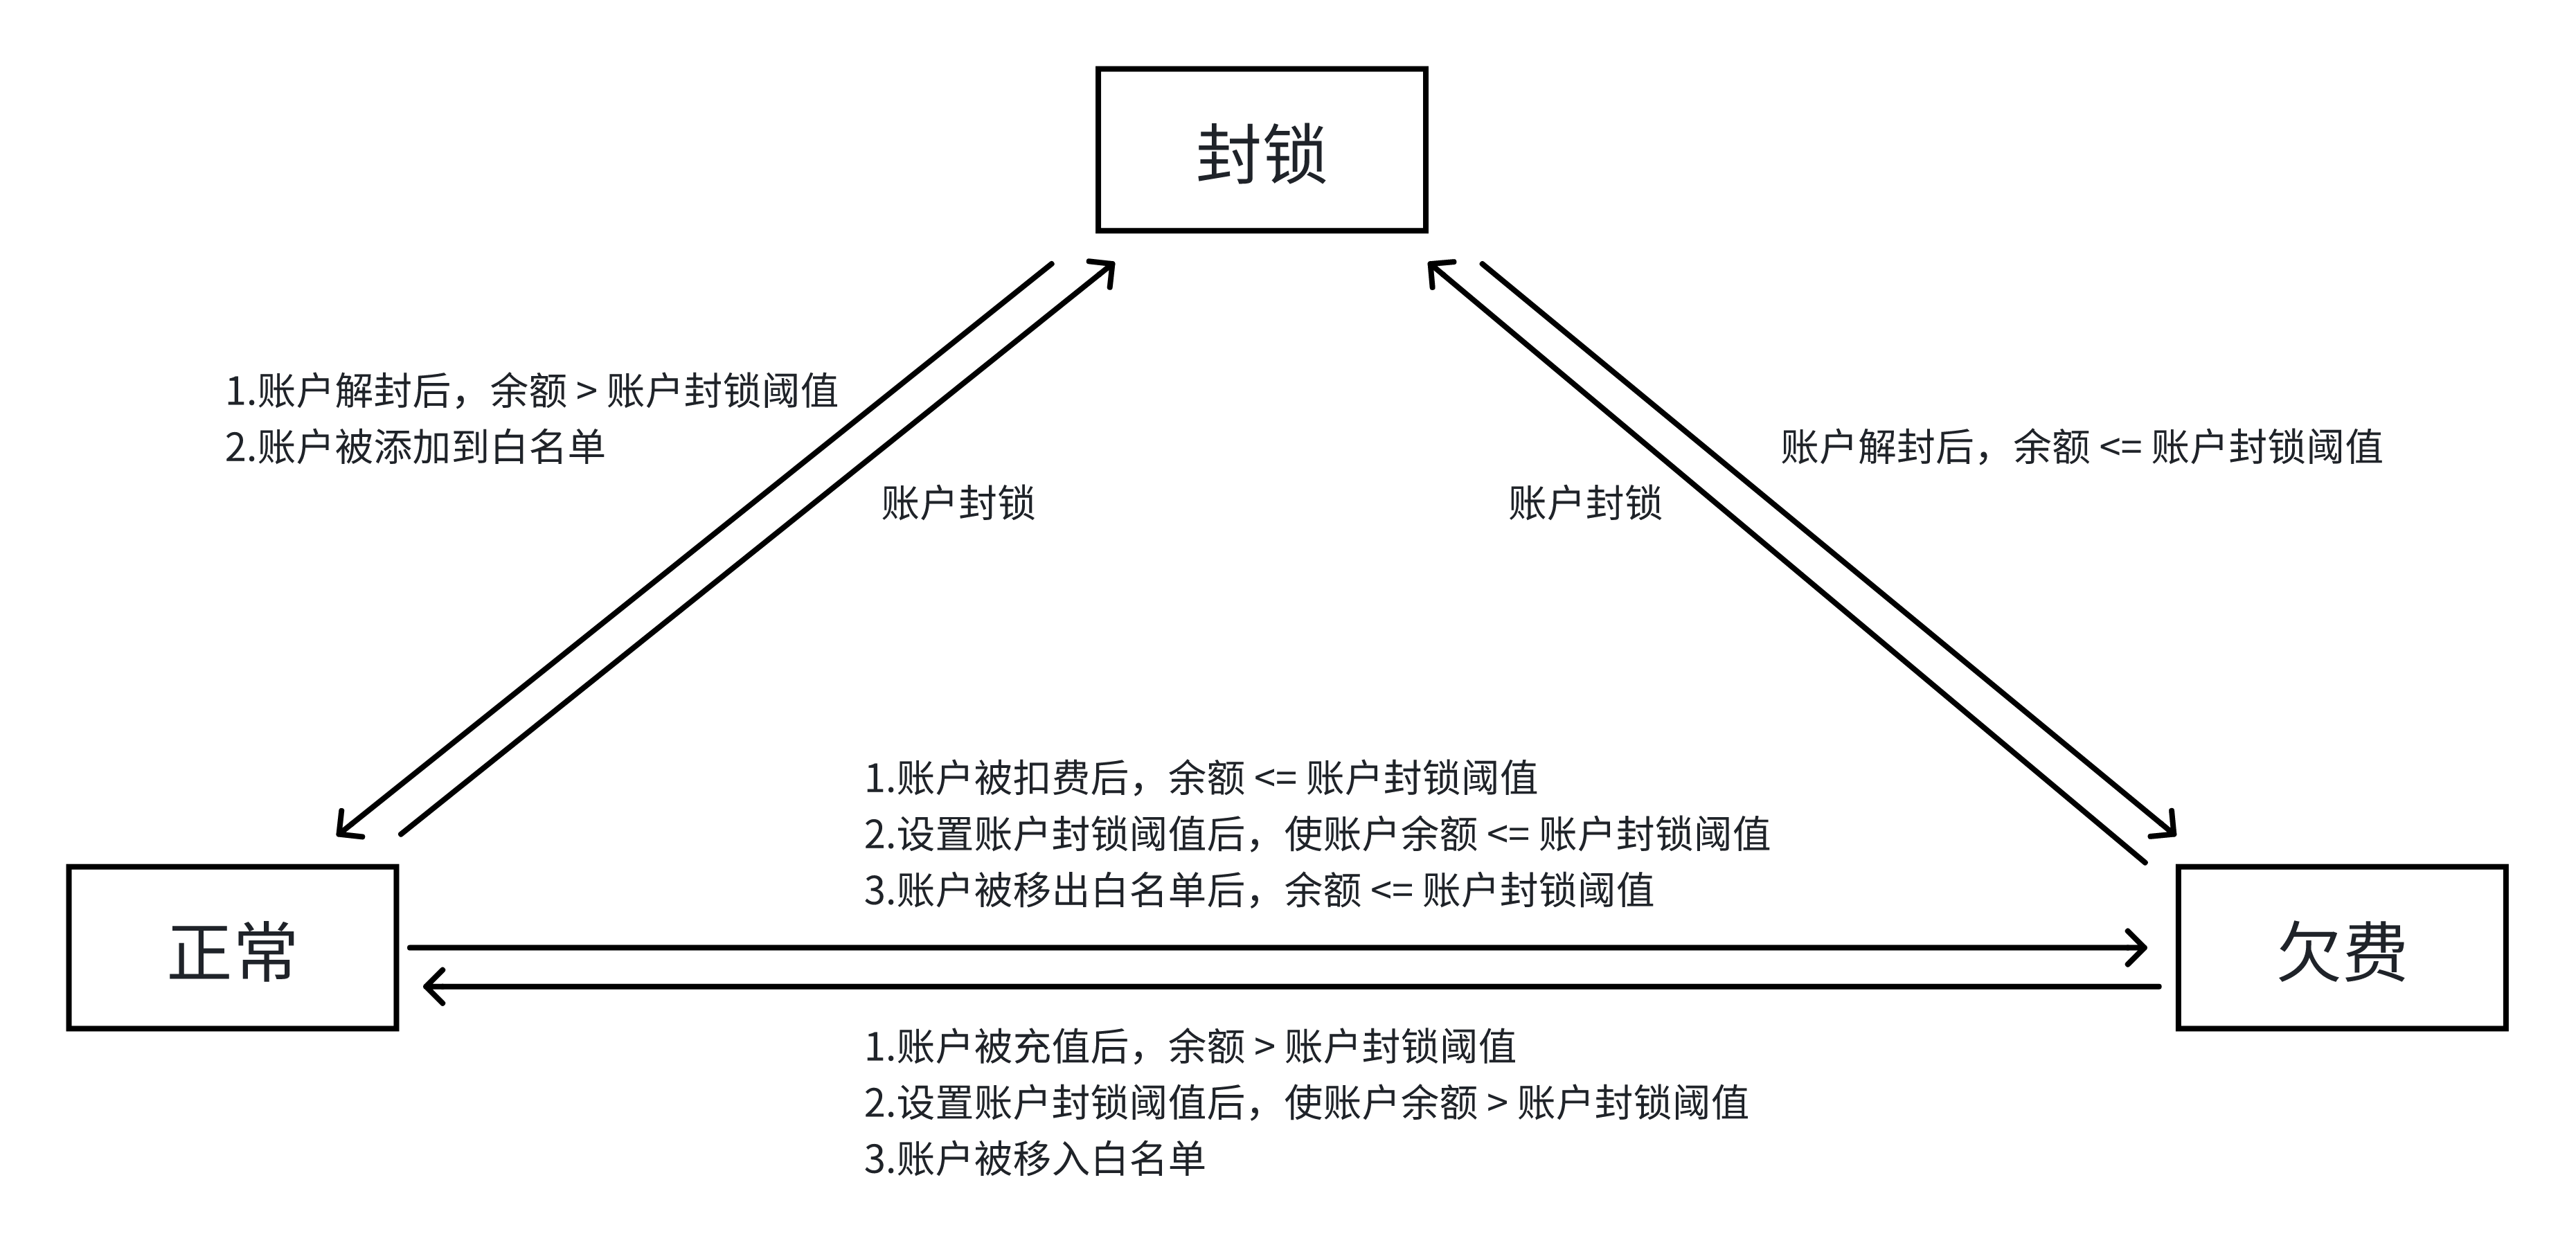 封锁
1.账户解封后，余额 > 账户封锁阈值
2.账户被添加到白名单
账户解封后，余额 <= 账户封锁阈值
账户封锁
账户封锁
1.账户被扣费后，余额 <= 账户封锁阈值
2.设置账户封锁阈值后，使账户余额 <= 账户封锁阈值
3.账户被移出白名单后，余额 <= 账户封锁阈值
正常
欠费
1.账户被充值后，余额 > 账户封锁阈值
2.设置账户封锁阈值后，使账户余额 > 账户封锁阈值
3.账户被移入白名单